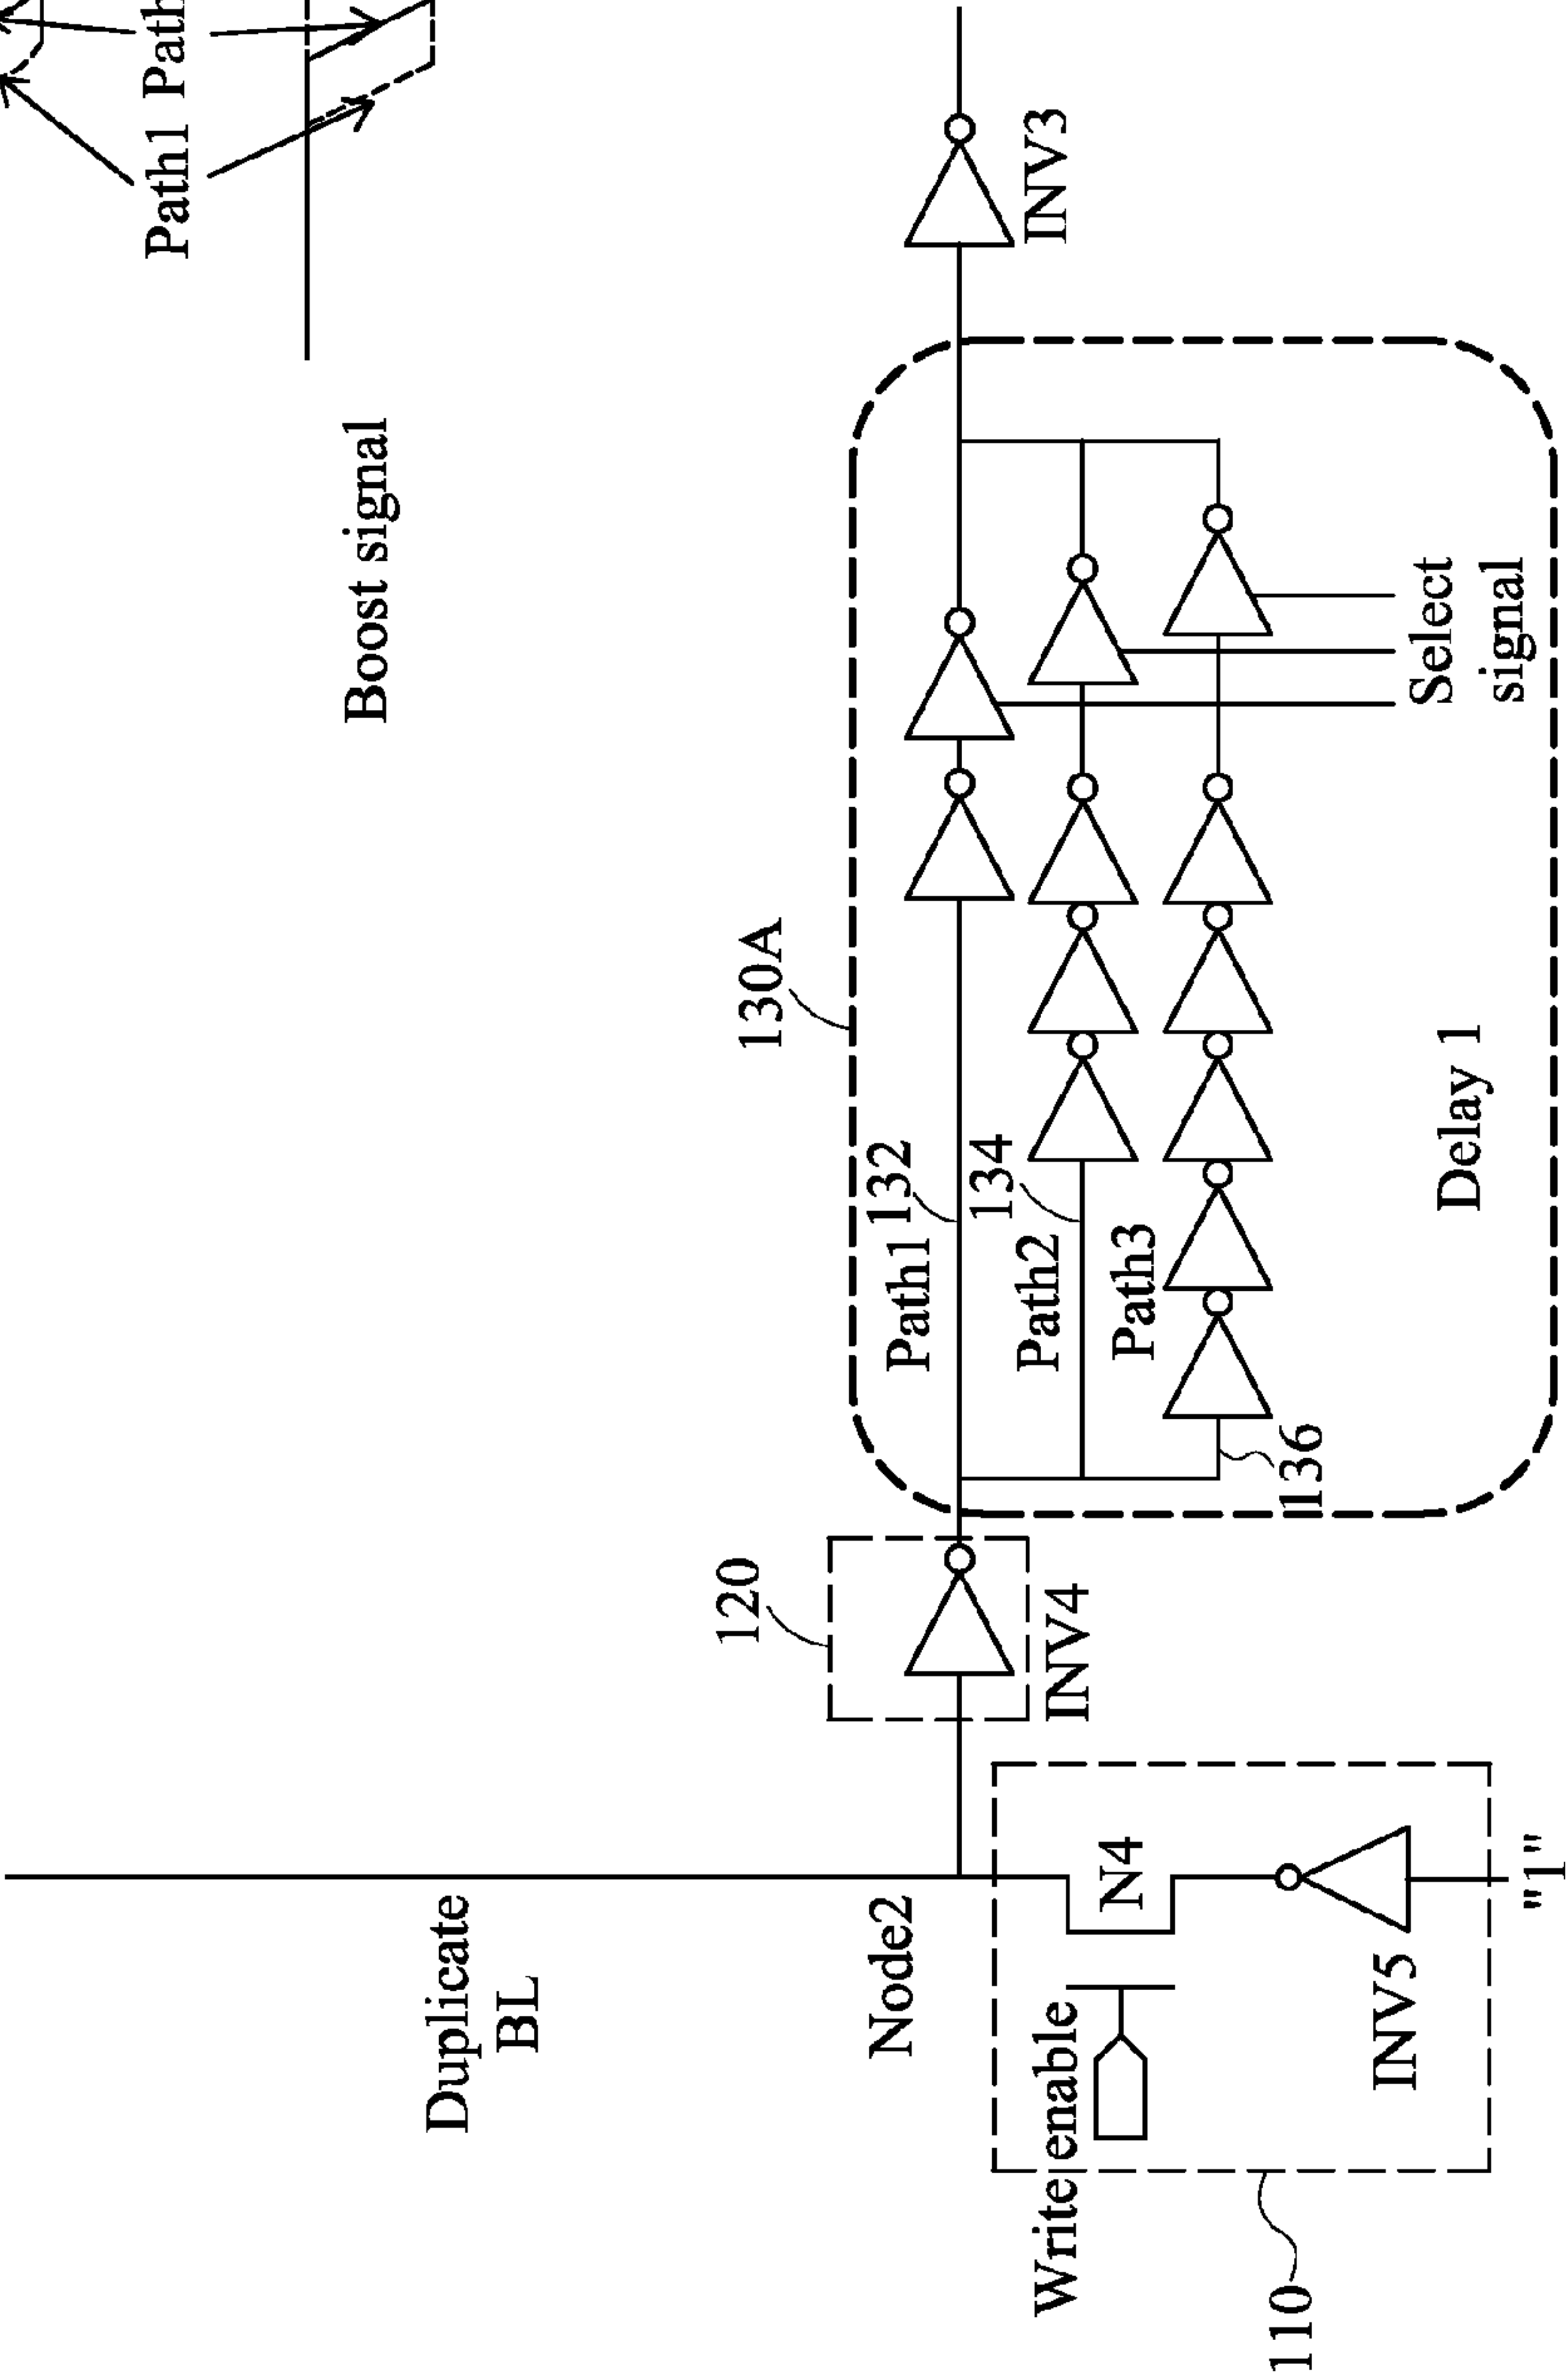 Path1 Path
Boost signal
Duplicate
BL
Node2
Write enable
N4
INV5
"1"
110
120
INV4
130A
Path1 132
Path2 134
Path3
136
Delay 1
Select
signal
INV3